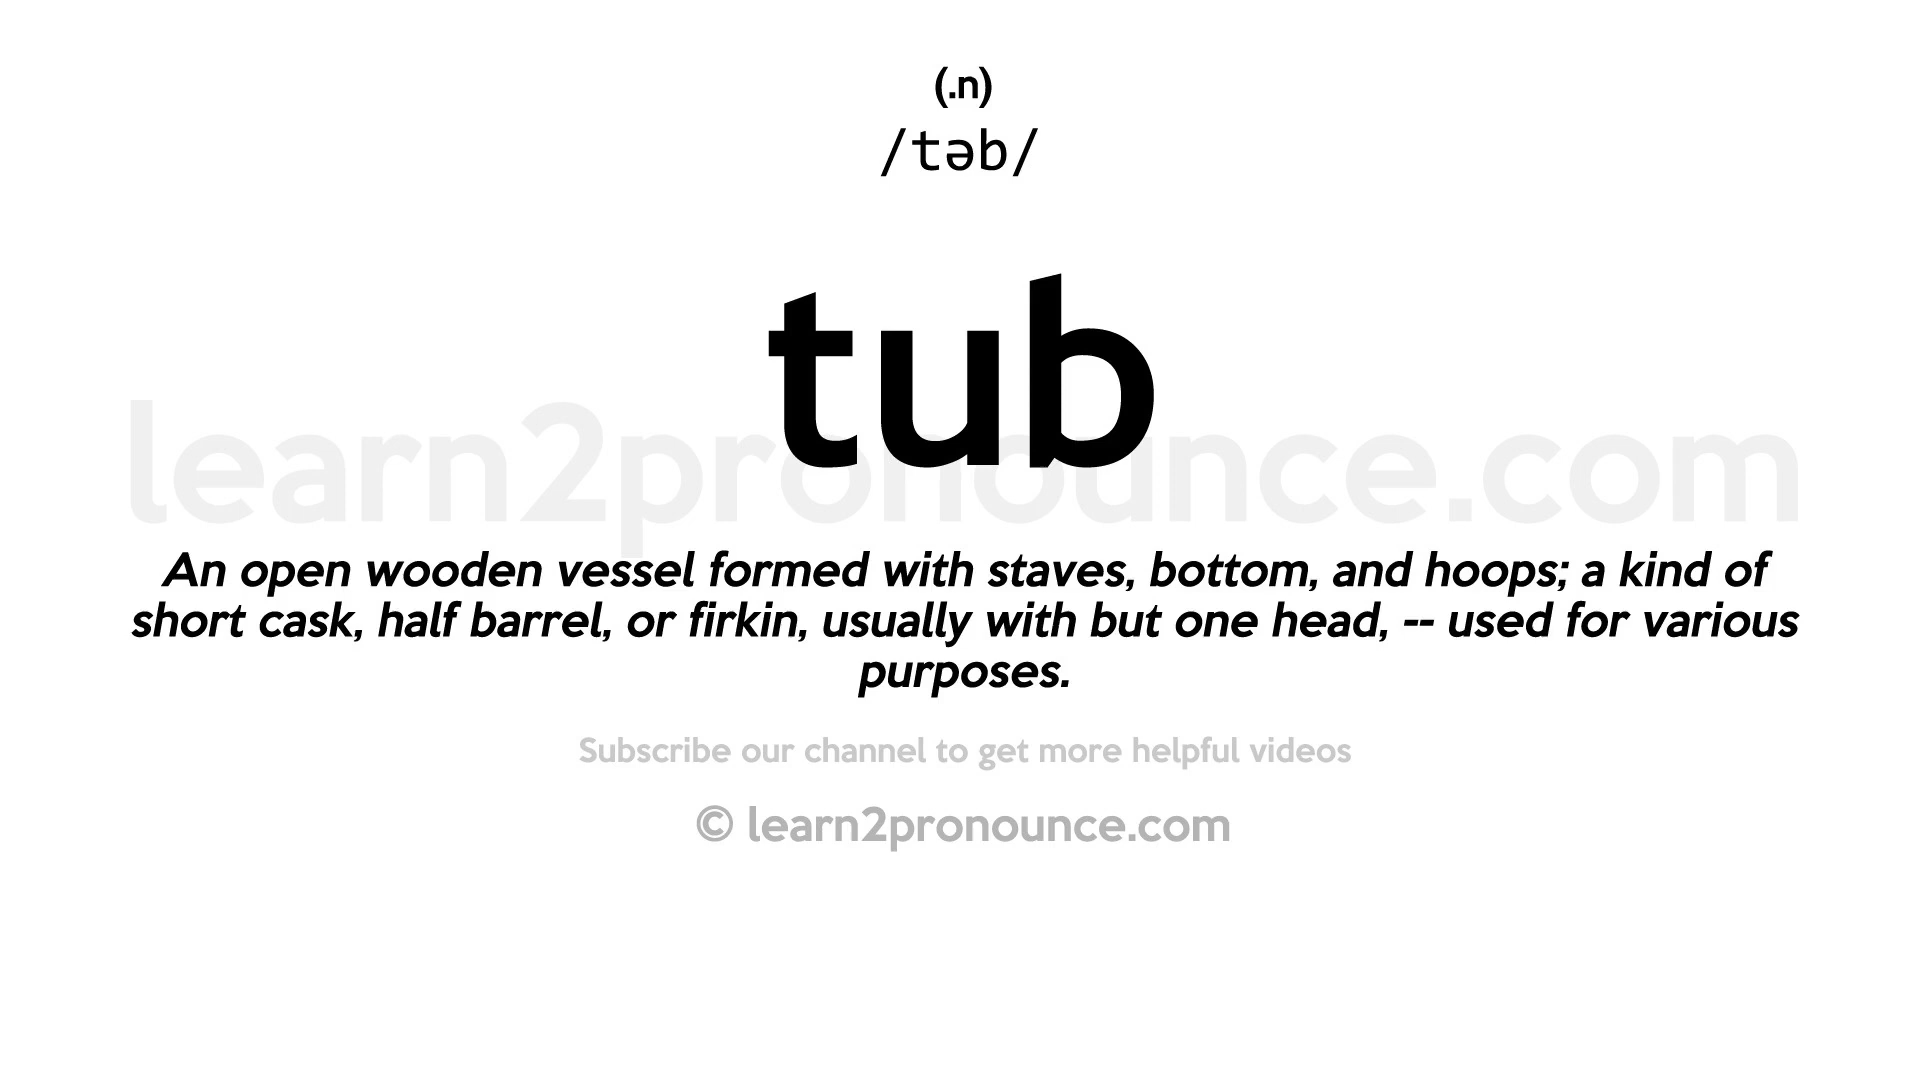 (.n)
/təb/
tub
learn2pronounce.com
An open wooden vessel formed with staves, bottom, and hoops; a kind of
short cask, half barrel, or firkin, usually with but one head, -- used for various
purposes.
Subscribe our channel to get more helpful videos
© learn2pronounce.com